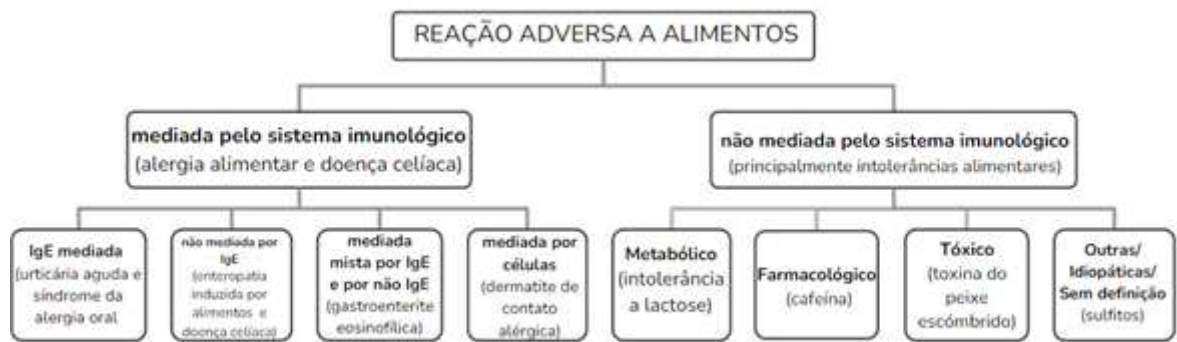 REAÇÃO ADVERSA A ALIMENTOS
mediada pelo sistema imunológico
(alergia alimentar e doença celíaca)
não mediada pelo sistema imunológico
(principalmente intolerâncias alimentares)
IgE mediada
(urticária aguda e
síndrome da
alergia oral
não mediada por
IgE
(enteropatia
induzida por
alimentos e
doença celíaca)
mediada
mista por IgE
e por não IgE
(gastroenterite
eosinofílica)
mediada por
células
(dermatite de
contato
alérgica)
Metabólico
(intolerância
a lactose)
Farmacológico
(cafeína)
Tóxico
(toxina do
peixe
escómbrido)
Outras/
Idiopáticas/
Sem definição
(sulfitos)